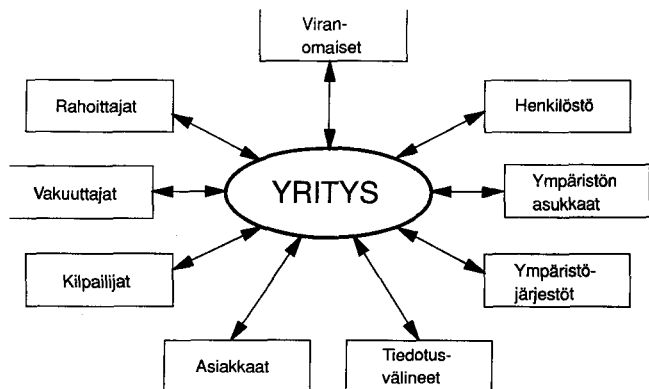 Viran-
omaiset
Rahoittajat
Henkilöstö
Vakuuttajat
YRITYS
Ympäristön
asukkaat
Kilpailijat
Ympäristö-
järjestöt
Asiakkaat
Tiedotus-
välineet